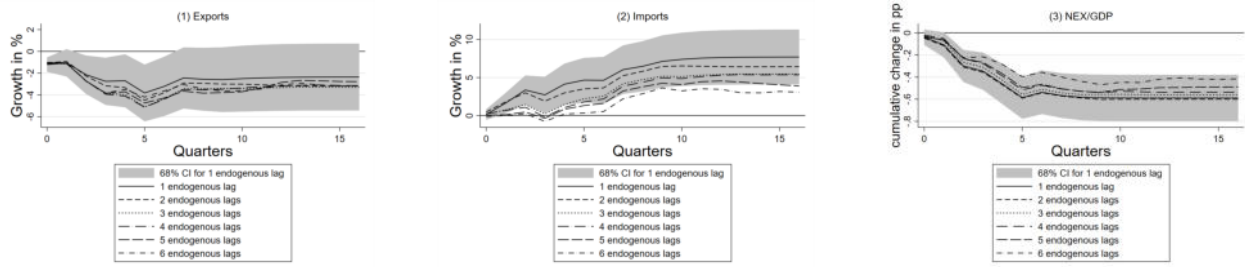 (1) Exports
Growth in %
2
0
-2
-4
-6
0
5
10
15
Quarters
68% CI for 1 endogenous lag
1 endogenous lag
2 endogenous lags
3 endogenous lags
4 endogenous lags
5 endogenous lags
6 endogenous lags
(2) Imports
Growth in %
10
5
0
0
5
10
15
Quarters
68% CI for 1 endogenous lag
1 endogenous lag
2 endogenous lags
3 endogenous lags
4 endogenous lags
5 endogenous lags
6 endogenous lags
(3) NEX/GDP
cumulative change in pp
0
-.2
-.4
-.6
-.8
0
5
10
15
Quarters
68% CI for 1 endogenous lag
1 endogenous lag
2 endogenous lags
3 endogenous lags
4 endogenous lags
5 endogenous lags
6 endogenous lags